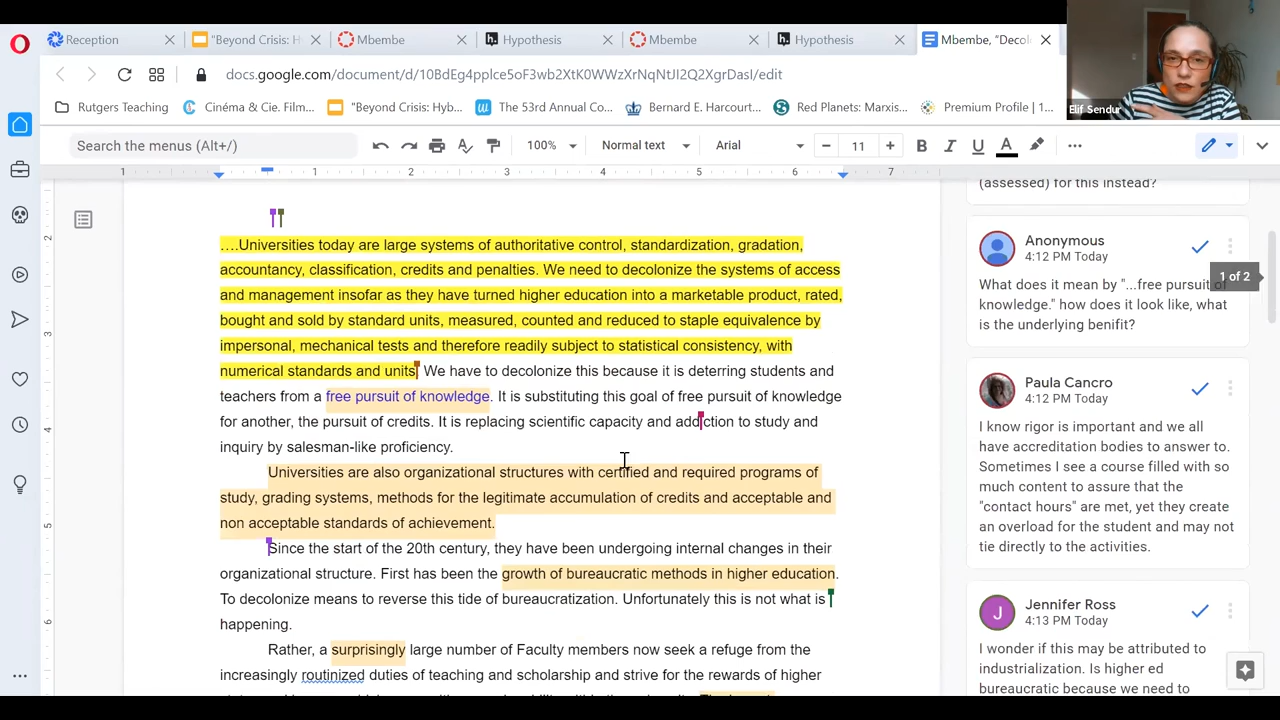 Reception
"Beyond Crisis: H
Mbembe
Hypothesis
Mbembe
Hypothesis
Mbembe, "Decol
docs.google.com/document/d/10BdEg4ppIce5oF3wb2XtK0WWzXrNqNtJI2Q2XgrDasI/edit
Rutgers Teaching
Cinéma & Cie. Film...
"Beyond Crisis: Hyb...
The 53rd Annual Co...
Bernard E. Harcourt...
Red Planets: Marxis...
Premium Profile | 1...
Elif Sendur
Search the menus (Alt+/)
100%
Normal text
Arial
11
1 1 2 3 4 5 6 7
2
3
4
5
6
....Universities today are large systems of authoritative control, standardization, gradation,
accountancy, classification, credits and penalties. We need to decolonize the systems of access
and management insofar as they have turned higher education into a marketable product, rated,
bought and sold by standard units, measured, counted and reduced to staple equivalence by
impersonal, mechanical tests and therefore readily subject to statistical consistency, with
numerical standards and units. We have to decolonize this because it is deterring students and
teachers from a free pursuit of knowledge. It is substituting this goal of free pursuit of knowledge
for another, the pursuit of credits. It is replacing scientific capacity and addiction to study and
inquiry by salesman-like proficiency.
Universities are also organizational structures with certified and required programs of
study, grading systems, methods for the legitimate accumulation of credits and acceptable and
non acceptable standards of achievement.
Since the start of the 20th century, they have been undergoing internal changes in their
organizational structure. First has been the growth of bureaucratic methods in higher education.
To decolonize means to reverse this tide of bureaucratization. Unfortunately this is not what is
happening.
Rather, a surprisingly large number of Faculty members now seek a refuge from the
increasingly routinized duties of teaching and scholarship and strive for the rewards of higher
(assessed) for this instead?
Anonymous
4:12 PM Today
1 of 2
What does it mean by "...free pursuit of
knowledge." how does it look like, what
is the underlying benifit?
Paula Cancro
4:12 PM Today
I know rigor is important and we all
have accreditation bodies to answer to.
Sometimes I see a course filled with so
much content to assure that the
"contact hours" are met, yet they create
an overload for the student and may not
tie directly to the activities.
J
Jennifer Ross
4:13 PM Today
I wonder if this may be attributed to
industrialization. Is higher ed
bureaucratic because we need to